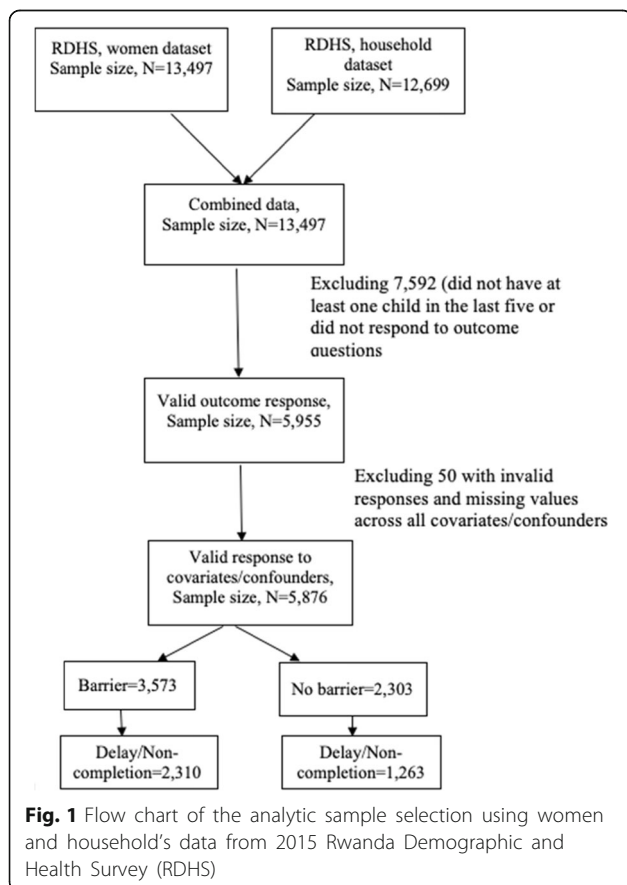 RDHS, women dataset
Sample size, N=13,497
RDHS, household
dataset
Sample size, N=12,699
Combined data,
Sample size, N=13,497
Excluding 7,592 (did not have at
least one child in the last five or
did not respond to outcome
questions
Valid outcome response,
Sample size, N=5,955
Excluding 50 with invalid
responses and missing values
across all covariates/confounders
Valid response to
covariates/confounders,
Sample size, N=5,876
Barrier=3,573
No barrier=2,303
Delay/Non-
completion=2,310
Delay/Non-
completion=1,263
Fig. 1 Flow chart of the analytic sample selection using women
and household's data from 2015 Rwanda Demographic and
Health Survey (RDHS)